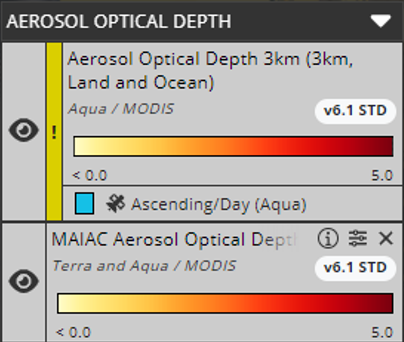 AEROSOL OPTICAL DEPTH
Aerosol Optical Depth 3km (3km,
Land and Ocean)
Aqua / MODIS
v6.1 STD
!
< 0.0 5.0
Ascending/Day (Aqua)
MAIAC Aerosol Optical Depth
Terra and Aqua / MODIS
v6.1 STD
< 0.0 5.0